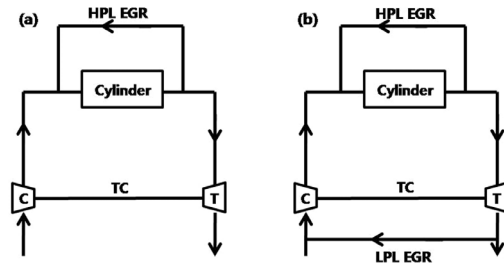 (a)
HPL EGR
Cylinder
C
TC
T
(b)
HPL EGR
Cylinder
C
TC
T
LPL EGR